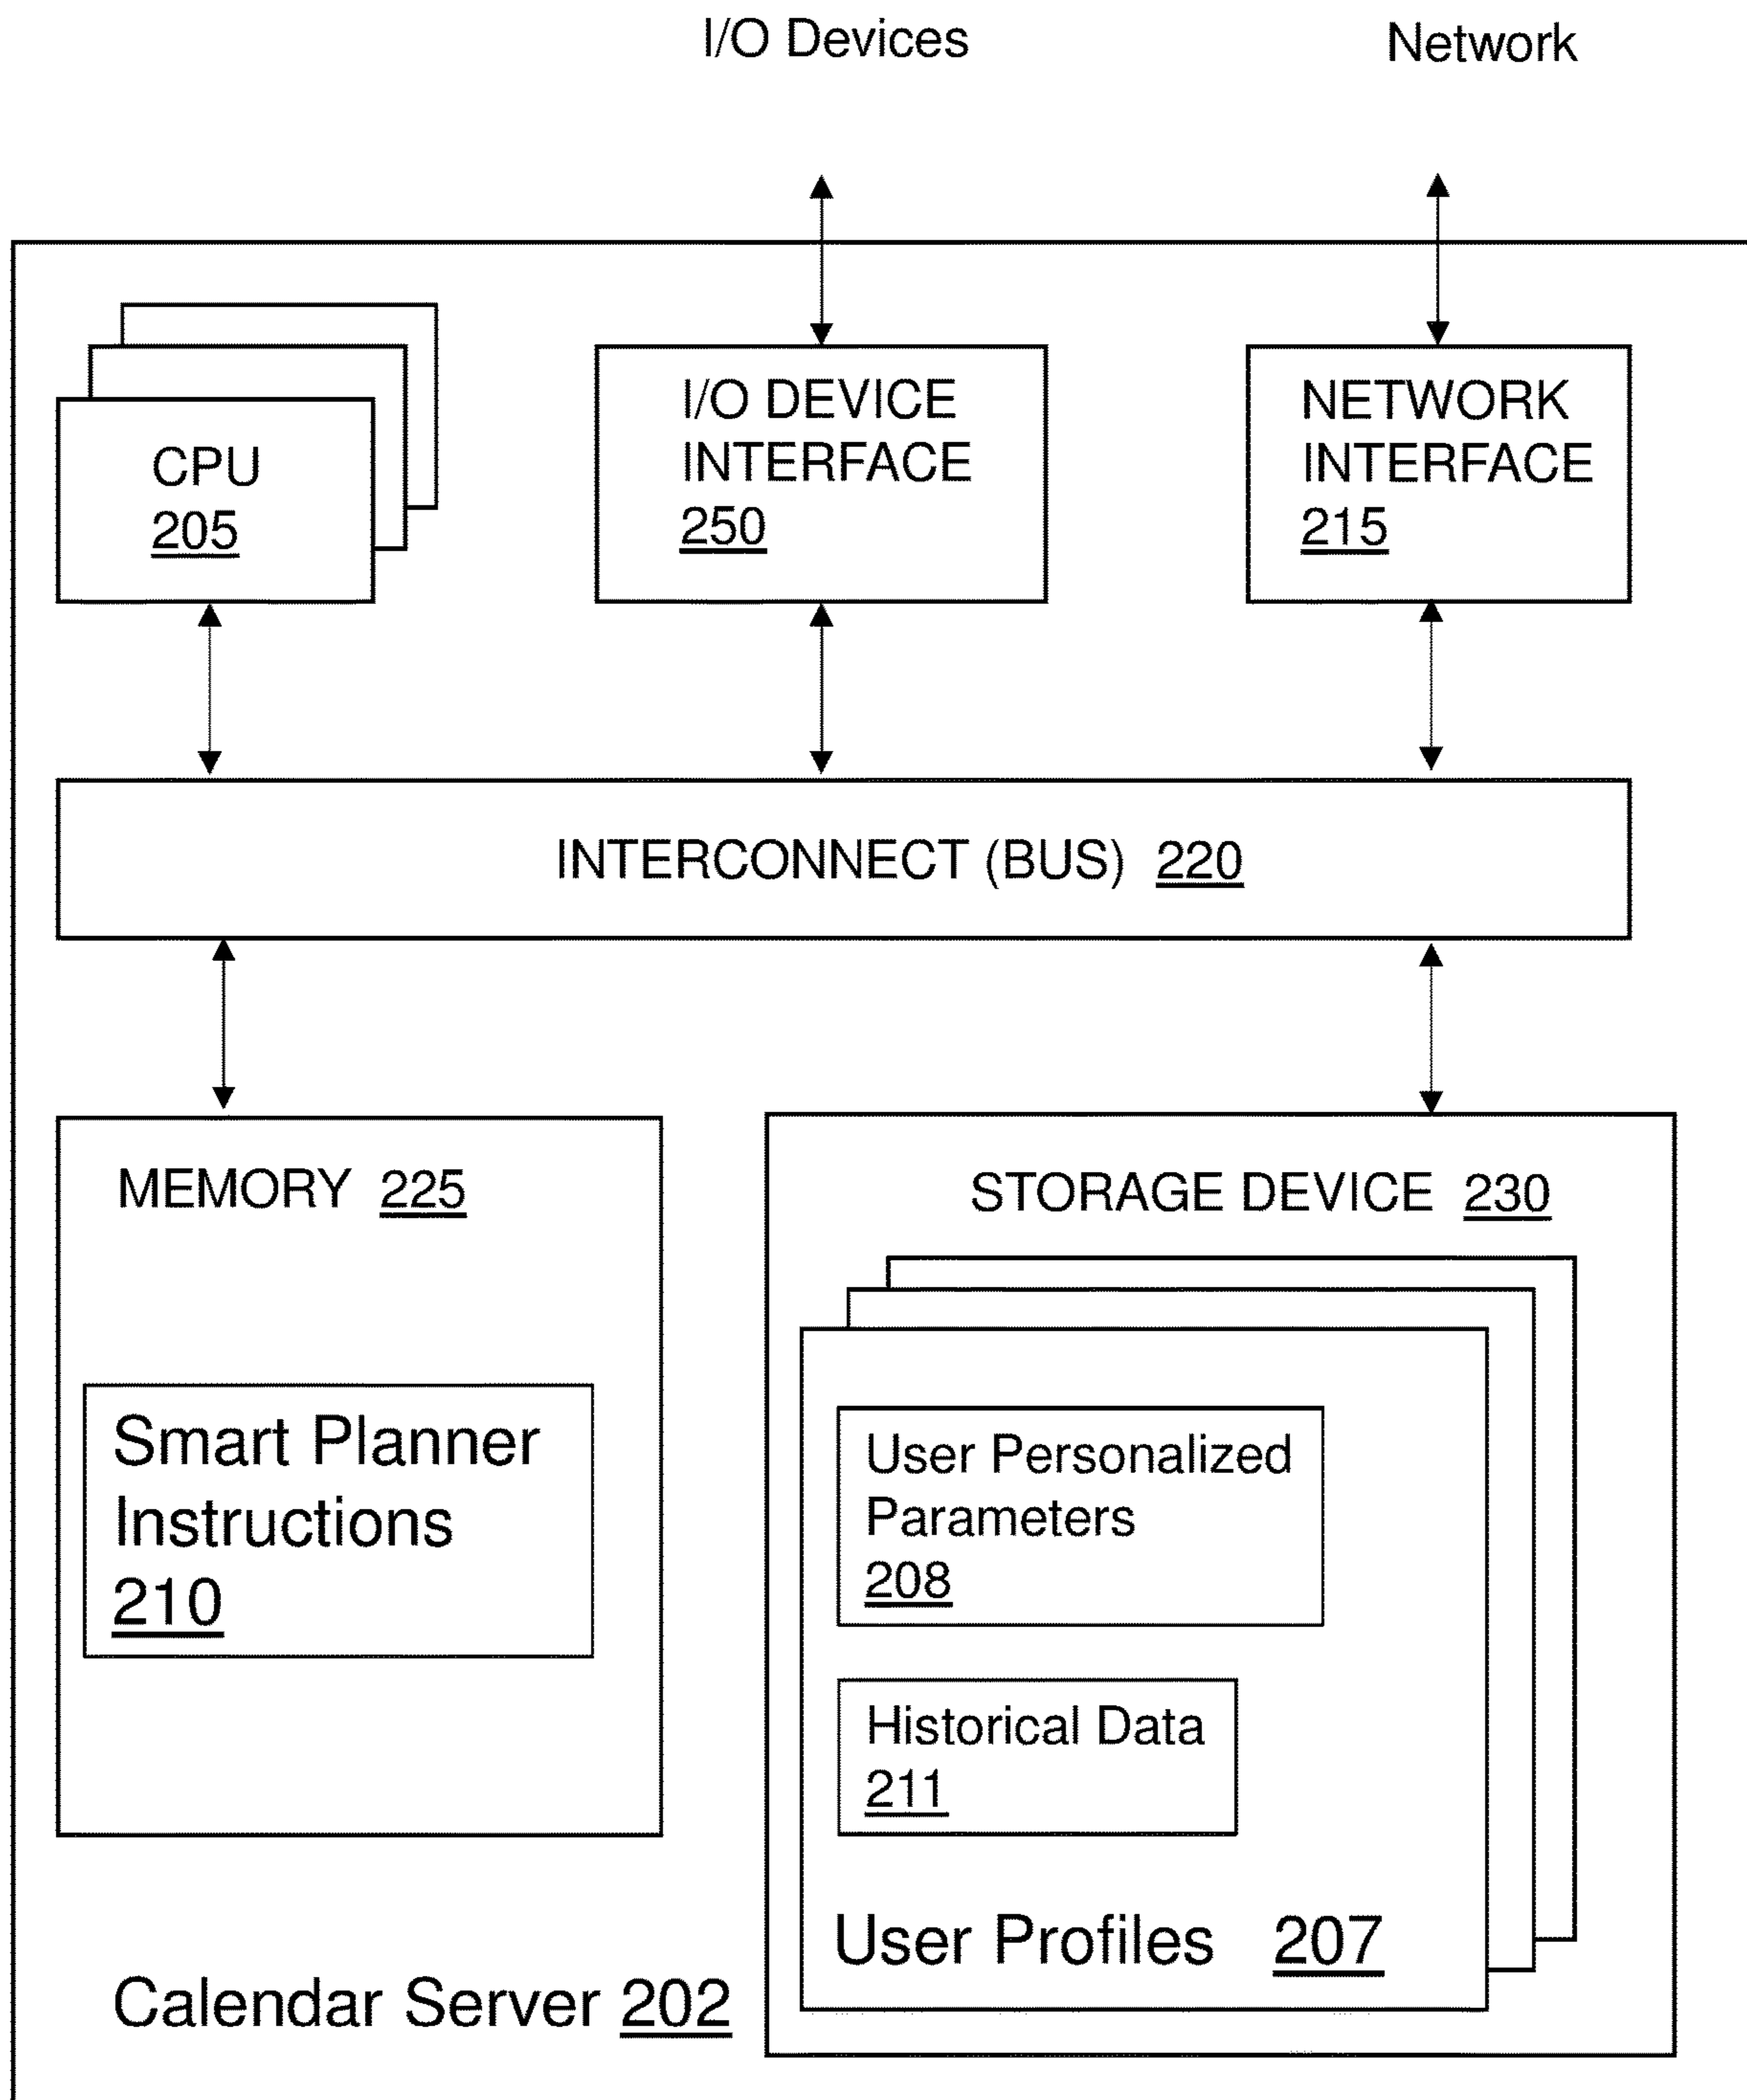 I/O Devices
Network
CPU
205
I/O DEVICE
INTERFACE
250
NETWORK
INTERFACE
215
INTERCONNECT (BUS) 220
MEMORY 225
Smart Planner
Instructions
210
STORAGE DEVICE 230
User Personalized
Parameters
208
Historical Data
211
User Profiles 207
Calendar Server 202